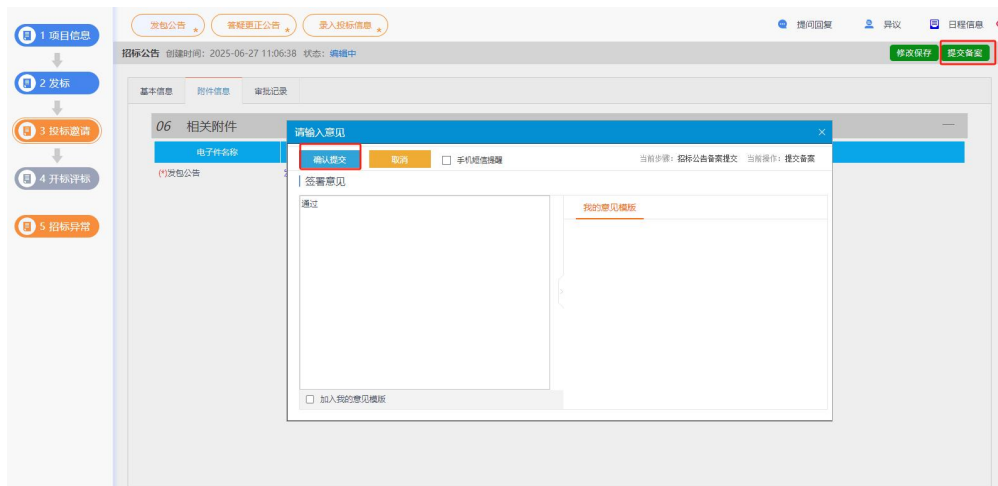 发包公告 * 答疑更正公告 * 录入投标信息 * 提问回复 异议 日程信息
1 项目信息
招标公告 创建时间: 2025-06-27 11:06:38 状态: 编辑中 修改保存 提交备案
2 发标
基本信息 附件信息 审批记录
3 投标邀请
06 相关附件
请输入意见 ×
电子件名称
确认提交 取消 手机短信提醒 当前步骤: 招标公告备案提交 当前操作: 提交备案
(*)发包公告
4 开标评标
签署意见
通过
我的意见模版
5 招标异常
加入我的意见模版